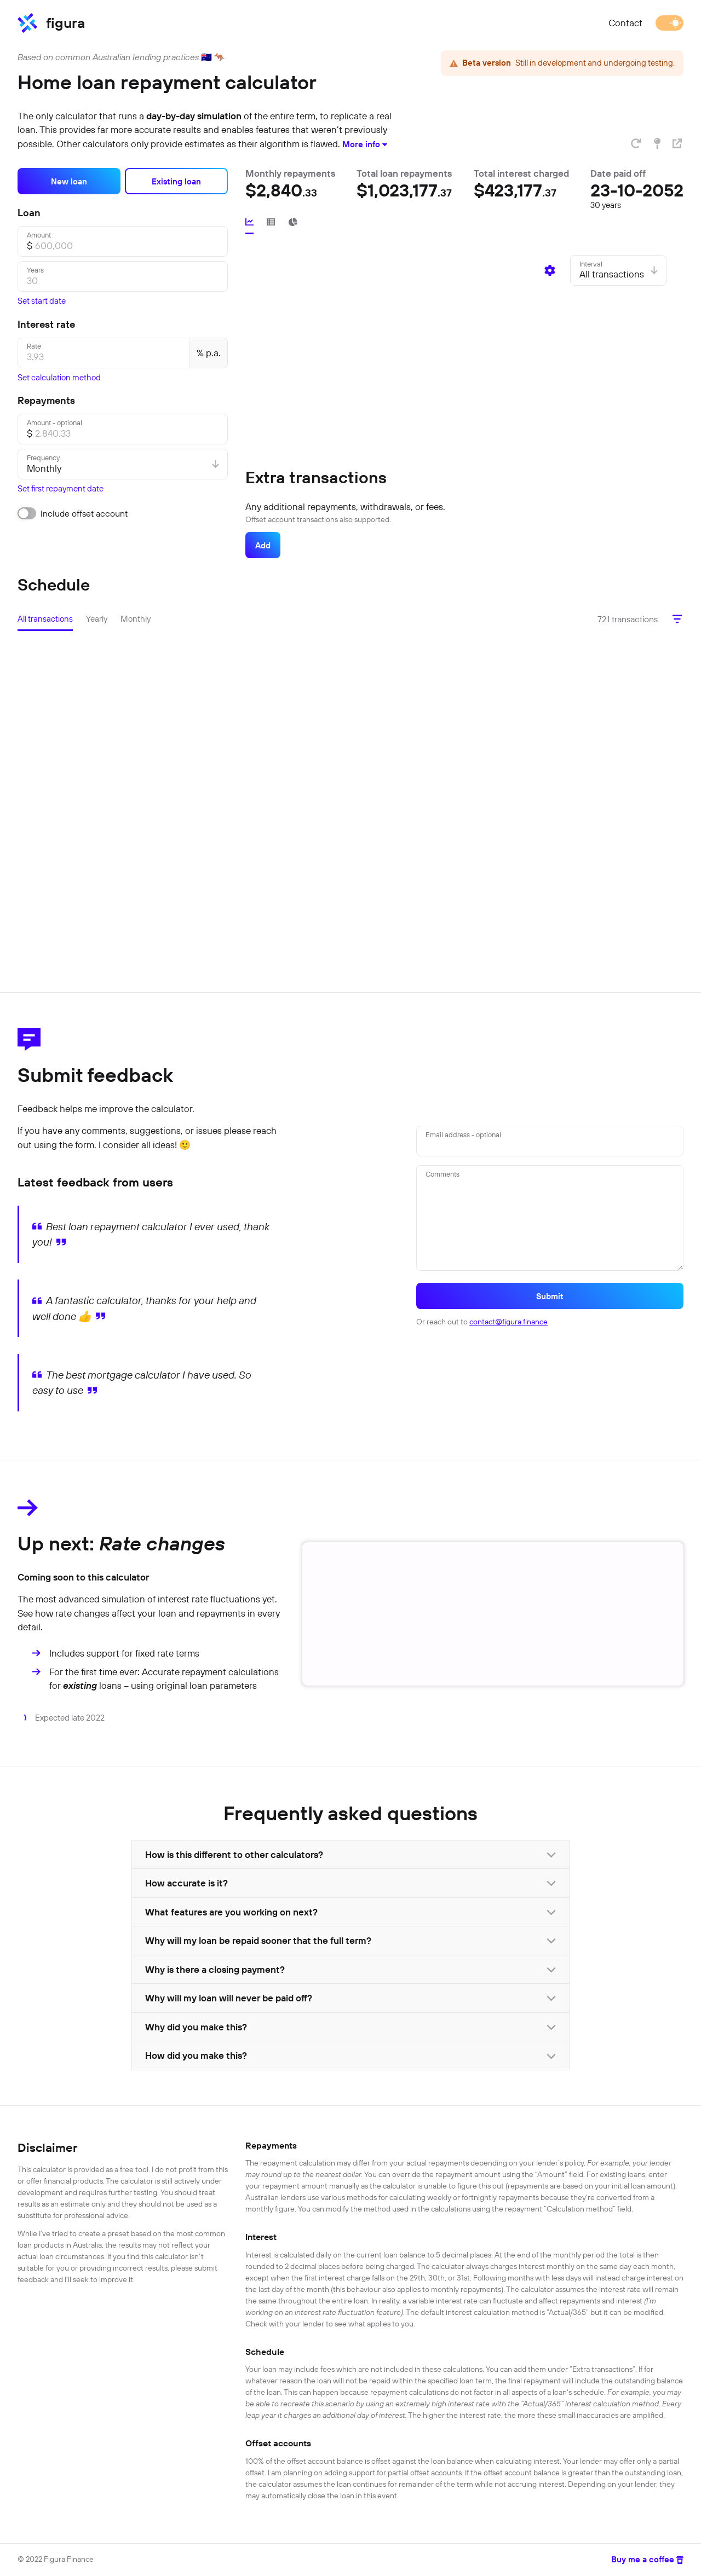 figura
Contact
Based on common Australian lending practices 🇦🇺 🦘
Beta version Still in development and undergoing testing.
Home loan repayment calculator
The only calculator that runs a day-by-day simulation of the entire term, to replicate a real
loan. This provides far more accurate results and enables features that weren't previously
possible. Other calculators only provide estimates as their algorithm is flawed. More info
New loan
Existing loan
Loan
Amount
$ 600,000
Years
30
Set start date
Interest rate
Rate
3.93
% p.a.
Set calculation method
Repayments
Amount - optional
$ 2,840.33
Frequency
Monthly
Set first repayment date
Include offset account
Monthly repayments
$2,840.33
Total loan repayments
$1,023,177.37
Total interest charged
$423,177.37
Date paid off
23-10-2052
30 years
Interval
All transactions
Extra transactions
Any additional repayments, withdrawals, or fees.
Offset account transactions also supported.
Add
Schedule
All transactions
Yearly
Monthly
721 transactions
Submit feedback
Feedback helps me improve the calculator.
If you have any comments, suggestions, or issues please reach
out using the form. I consider all ideas! 🙂
Latest feedback from users
Best loan repayment calculator I ever used, thank
you!
A fantastic calculator, thanks for your help and
well done 👍
The best mortgage calculator I have used. So
easy to use
Email address - optional
Comments
Submit
Or reach out to contact@figura.finance
Up next: Rate changes
Coming soon to this calculator
The most advanced simulation of interest rate fluctuations yet.
See how rate changes affect your loan and repayments in every
detail.
Includes support for fixed rate terms
For the first time ever: Accurate repayment calculations
for existing loans – using original loan parameters
Expected late 2022
Frequently asked questions
How is this different to other calculators?
How accurate is it?
What features are you working on next?
Why will my loan be repaid sooner that the full term?
Why is there a closing payment?
Why will my loan will never be paid off?
Why did you make this?
How did you make this?
Disclaimer
This calculator is provided as a free tool. I do not profit from this
or offer financial products. The calculator is still actively under
development and requires further testing. You should treat
results as an estimate only and they should not be used as a
substitute for professional advice.
While I've tried to create a preset based on the most common
loan products in Australia, the results may not reflect your
actual loan circumstances. If you find this calculator isn't
suitable for you or providing incorrect results, please submit
feedback and I'll seek to improve it.
Repayments
The repayment calculation may differ from your actual repayments depending on your lender's policy. For example, your lender
may round up to the nearest dollar. You can override the repayment amount using the "Amount" field. For existing loans, enter
your repayment amount manually as the calculator is unable to figure this out (repayments are based on your initial loan amount).
Australian lenders use various methods for calculating weekly or fortnightly repayments because they're converted from a
monthly figure. You can modify the method used in the calculations using the repayment "Calculation method" field.
Interest
Interest is calculated daily on the current loan balance to 5 decimal places. At the end of the monthly period the total is then
rounded to 2 decimal places before being charged. The calculator always charges interest monthly on the same day each month,
except when the first interest charge falls on the 29th, 30th, or 31st. Following months with less days will instead charge interest on
the last day of the month (this behaviour also applies to monthly repayments). The calculator assumes the interest rate will remain
the same throughout the entire loan. In reality, a variable interest rate can fluctuate and affect repayments and interest (I'm
working on an interest rate fluctuation feature). The default interest calculation method is "Actual/365" but it can be modified.
Check with your lender to see what applies to you.
Schedule
Your loan may include fees which are not included in these calculations. You can add them under "Extra transactions". If for
whatever reason the loan will not be repaid within the specified loan term, the final repayment will include the outstanding balance
of the loan. This can happen because repayment calculations do not factor in all aspects of a loan's schedule. For example, you may
be able to recreate this scenario by using an extremely high interest rate with the "Actual/365" interest calculation method. Every
leap year it charges an additional day of interest. The higher the interest rate, the more these small inaccuracies are amplified.
Offset accounts
100% of the offset account balance is offset against the loan balance when calculating interest. Your lender may offer only a partial
offset. I am planning on adding support for partial offset accounts. If the offset account balance is greater than the outstanding loan,
the calculator assumes the loan continues for remainder of the term while not accruing interest. Depending on your lender, they
may automatically close the loan in this event.
© 2022 Figura Finance
Buy me a coffee